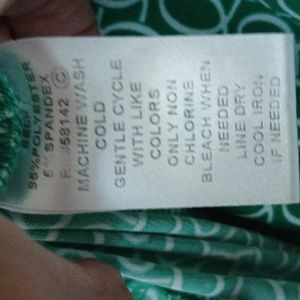 95%POLYESTER
5%SPANDEX
58142 C
MACHINE WASH
COLD
GENTLE CYCLE
WITH LIKE
COLORS
ONLY NON
CHLORINE
BLEACH WHEN
NEEDED
LINE DRY
COOL IRON
IF NEEDED